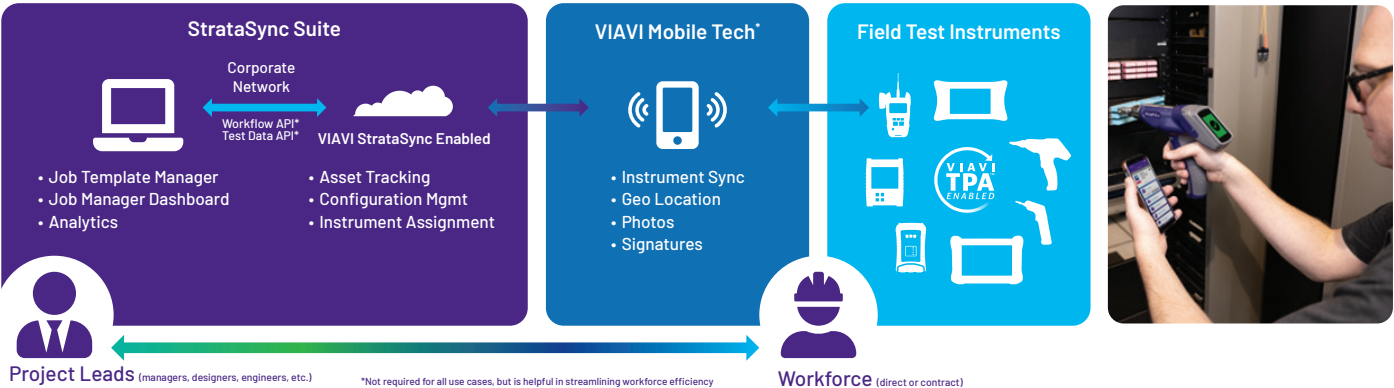 StrataSync Suite
Corporate
Network
Workflow API*
Test Data API*
VIAVI StrataSync Enabled
• Job Template Manager
• Job Manager Dashboard
• Analytics
• Asset Tracking
• Configuration Mgmt
• Instrument Assignment
VIAVI Mobile Tech*
• Instrument Sync
• Geo Location
• Photos
• Signatures
Field Test Instruments
VIAVI
TPA
ENABLED
Project Leads (managers, designers, engineers, etc.)
*Not required for all use cases, but is helpful in streamlining workforce efficiency
Workforce (direct or contract)